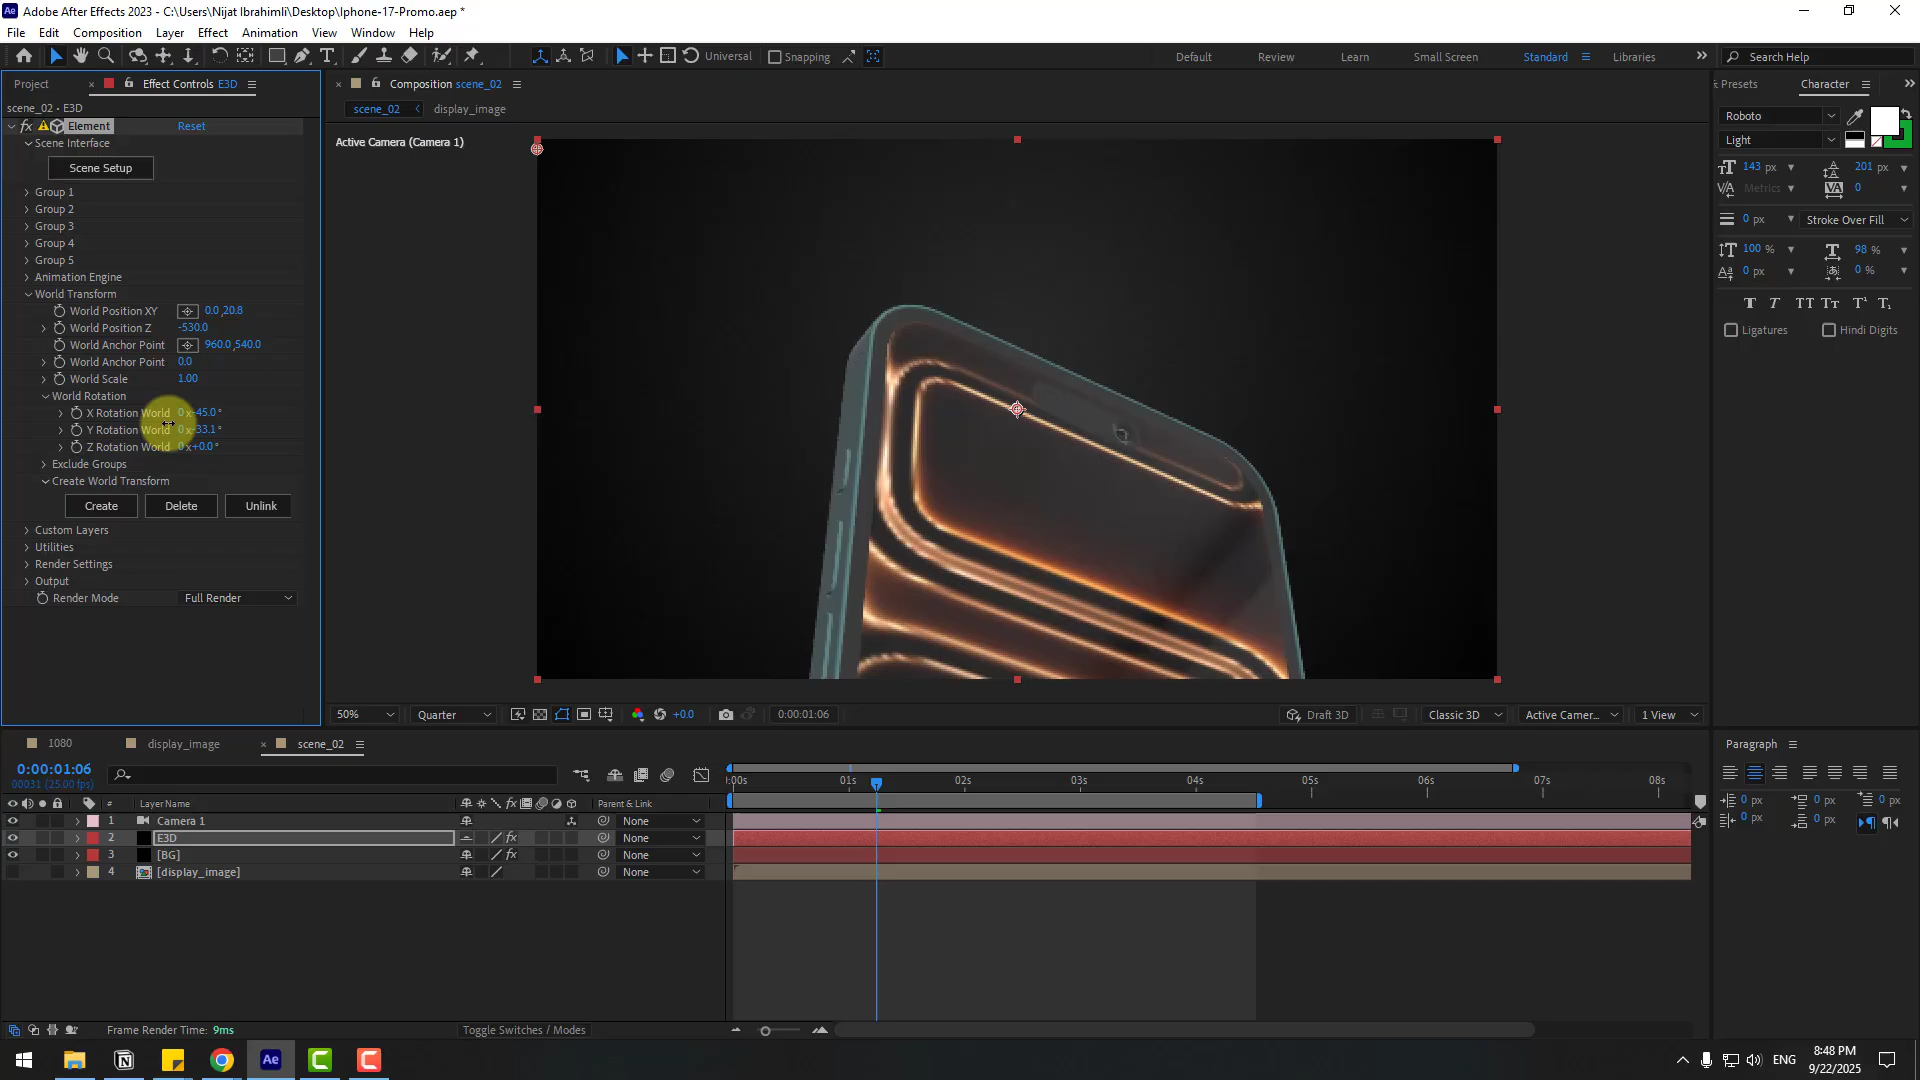 Adobe After Effects 2023 - C:\Users\Nijat Ibrahimli\Desktop\Iphone-17-Promo.aep *
File Edit Composition Layer Effect Animation View Window Help
Universal Snapping Default Review Learn Small Screen Standard Libraries Search Help
Project Effect Controls E3D
scene_02 • E3D
fx Element Reset
Scene Interface
Scene Setup
Group 1
Group 2
Group 3
Group 4
Group 5
Animation Engine
World Transform
World Position XY 0.0,20.8
World Position Z -530.0
World Anchor Point 960.0,540.0
World Anchor Point 0.0
World Scale 1.00
World Rotation
X Rotation World 0x-45.0°
Y Rotation World 0x-33.1°
Z Rotation World 0x+0.0°
Exclude Groups
Create World Transform
Create Delete Unlink
Custom Layers
Utilities
Render Settings
Output
Render Mode Full Render
Composition scene_02
scene_02 display_image
Active Camera (Camera 1)
50% Quarter +0.0 0:00:01:06 Draft 3D Classic 3D Active Camer... 1 View
Presets Character
Roboto
Light
143 px 201 px
Metrics 0
0 px Stroke Over Fill
100 % 98 %
0 px 0 %
Ligatures Hindi Digits
1080 display_image scene_02
0:00:01:06
00031 (25.00 fps)
# Layer Name Parent & Link
1 Camera 1 None
2 E3D None
3 [BG] None
4 [display_image] None
:00s 01s 02s 03s 04s 05s 06s 07s 08s
Paragraph
0 px 0 px 0 px
0 px 0 px
Frame Render Time: 9ms Toggle Switches / Modes
ENG
8:48 PM
9/22/2025